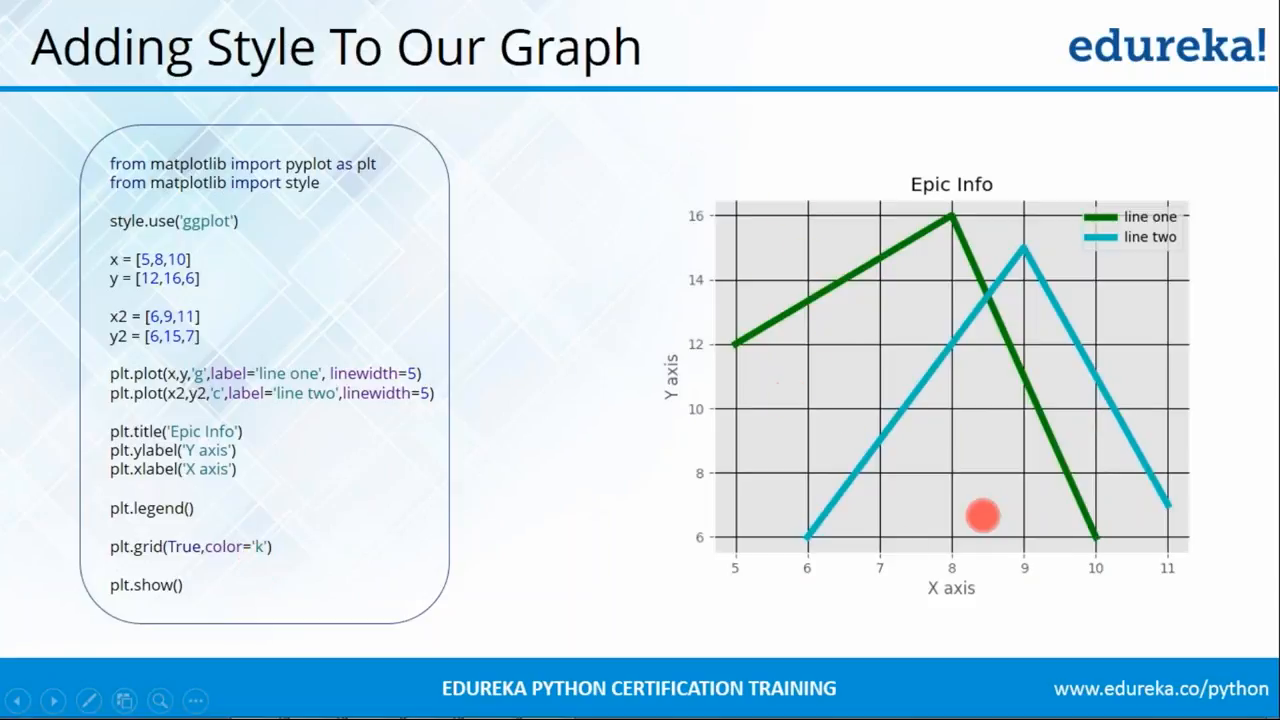 Adding Style To Our Graph
edureka!
from matplotlib import pyplot as plt
from matplotlib import style
style.use('ggplot')
x = [5,8,10]
y = [12,16,6]
x2 = [6,9,11]
y2 = [6,15,7]
plt.plot(x,y,'g',label='line one', linewidth=5)
plt.plot(x2,y2,'c',label='line two',linewidth=5)
plt.title('Epic Info')
plt.ylabel('Y axis')
plt.xlabel('X axis')
plt.legend()
plt.grid(True,color='k')
plt.show()
Epic Info
line one
line two
16
14
12
10
8
6
Y axis
5 6 7 8 9 10 11
X axis
EDUREKA PYTHON CERTIFICATION TRAINING
www.edureka.co/python